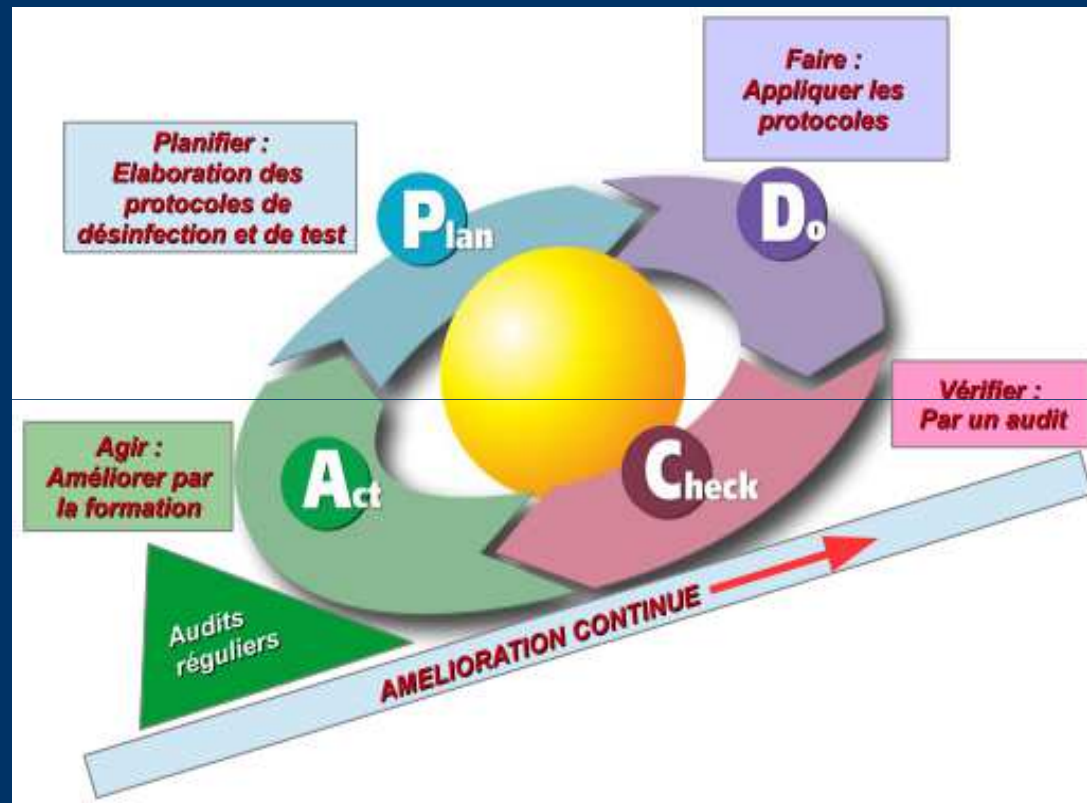 Faire :
Appliquer les
protocoles
Planifier :
Elaboration des
protocoles de
désinfection et de test
Plan
Do
Vérifier :
Par un audit
Agir :
Améliorer par
la formation
Act
Check
Audits
réguliers
AMELIORATION CONTINUE